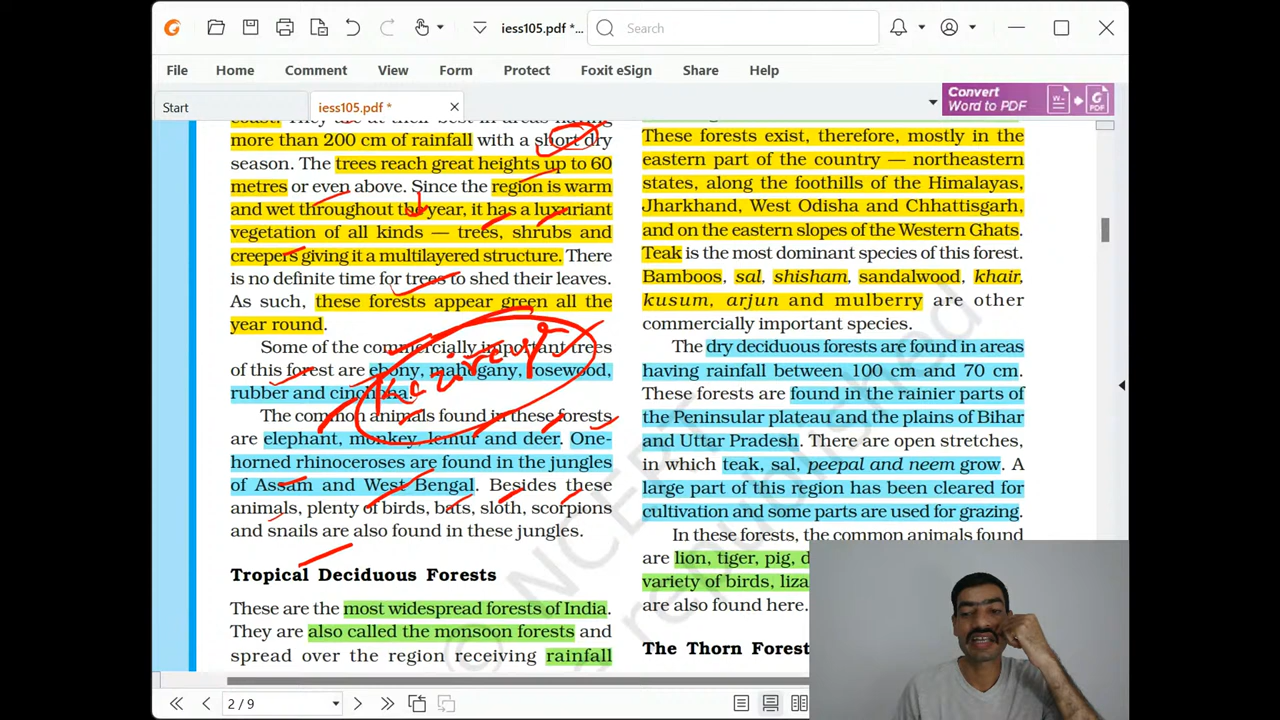 iess105.pdf *...
Search
File
Home
Comment
View
Form
Protect
Foxit eSign
Share
Help
Start
iess105.pdf *
Convert
Word to PDF
coast. They are at their best in areas having
more than 200 cm of rainfall with a short dry
season. The trees reach great heights up to 60
metres or even above. Since the region is warm
and wet throughout the year, it has a luxuriant
vegetation of all kinds — trees, shrubs and
creepers giving it a multilayered structure. There
is no definite time for trees to shed their leaves.
As such, these forests appear green all the
year round.
Some of the commercially important trees
of this forest are ebony, mahogany, rosewood,
rubber and cinchona.
The common animals found in these forests
are elephant, monkey, lemur and deer. One-
horned rhinoceroses are found in the jungles
of Assam and West Bengal. Besides these
animals, plenty of birds, bats, sloth, scorpions
and snails are also found in these jungles.
Tropical Deciduous Forests
These are the most widespread forests of India.
They are also called the monsoon forests and
spread over the region receiving rainfall
These forests exist, therefore, mostly in the
eastern part of the country — northeastern
states, along the foothills of the Himalayas,
Jharkhand, West Odisha and Chhattisgarh,
and on the eastern slopes of the Western Ghats.
Teak is the most dominant species of this forest.
Bamboos, sal, shisham, sandalwood, khair,
kusum, arjun and mulberry are other
commercially important species.
The dry deciduous forests are found in areas
having rainfall between 100 cm and 70 cm.
These forests are found in the rainier parts of
the Peninsular plateau and the plains of Bihar
and Uttar Pradesh. There are open stretches,
in which teak, sal, peepal and neem grow. A
large part of this region has been cleared for
cultivation and some parts are used for grazing.
In these forests, the common animals found
are lion, tiger, pig, d
variety of birds, liza
are also found here.
The Thorn Forest
© NCERT
republished
2 / 9